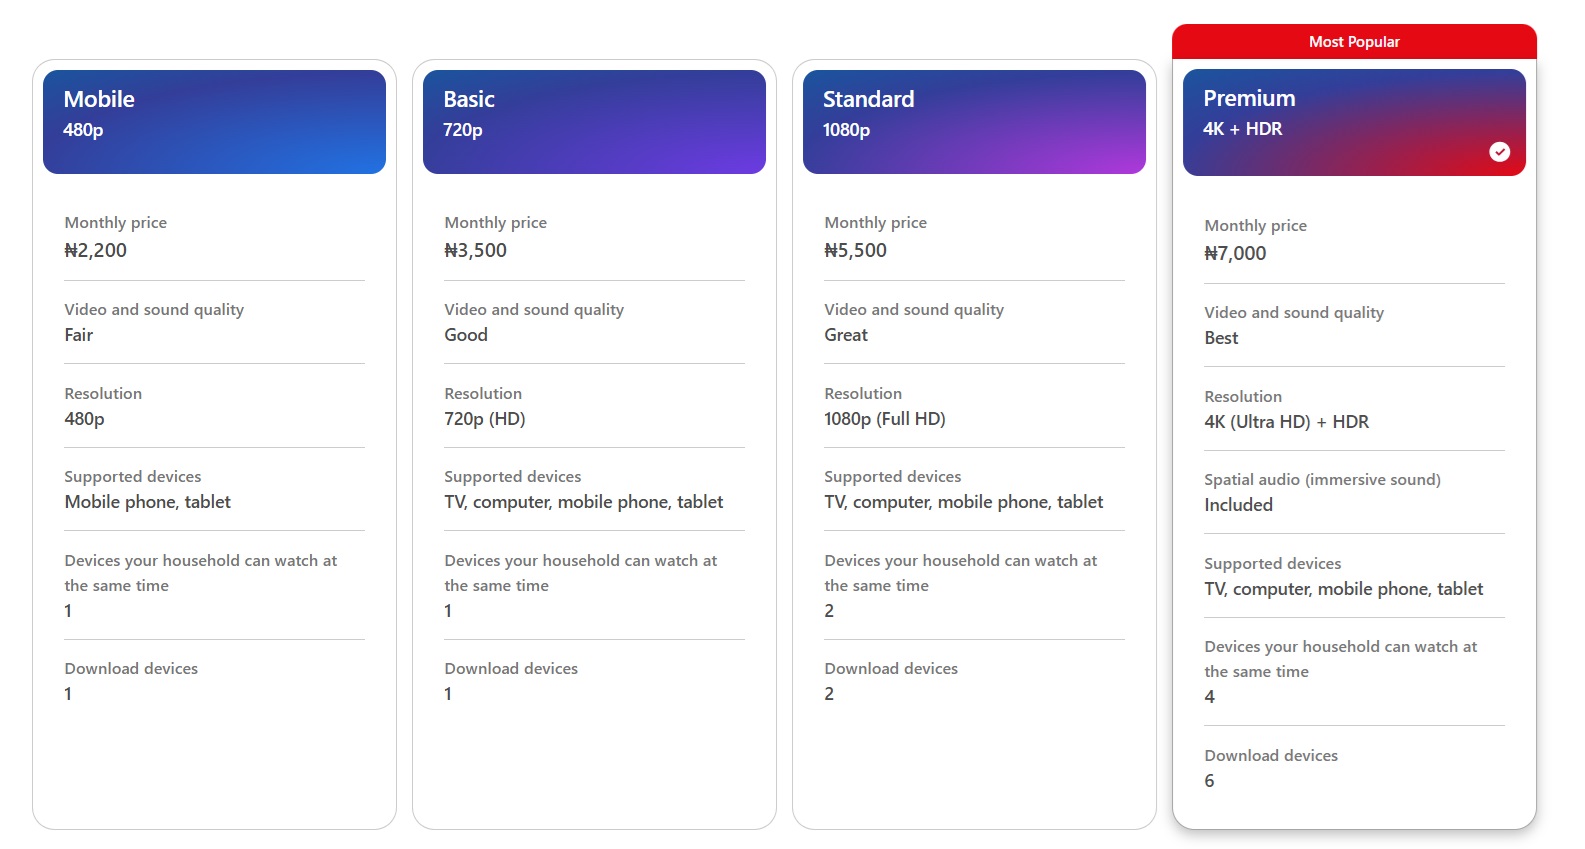 Mobile
480p
Monthly price
₦2,200
Video and sound quality
Fair
Resolution
480p
Supported devices
Mobile phone, tablet
Devices your household can watch at
the same time
1
Download devices
1
Basic
720p
Monthly price
₦3,500
Video and sound quality
Good
Resolution
720p (HD)
Supported devices
TV, computer, mobile phone, tablet
Devices your household can watch at
the same time
1
Download devices
1
Standard
1080p
Monthly price
₦5,500
Video and sound quality
Great
Resolution
1080p (Full HD)
Supported devices
TV, computer, mobile phone, tablet
Devices your household can watch at
the same time
2
Download devices
2
Most Popular
Premium
4K + HDR
Monthly price
₦7,000
Video and sound quality
Best
Resolution
4K (Ultra HD) + HDR
Spatial audio (immersive sound)
Included
Supported devices
TV, computer, mobile phone, tablet
Devices your household can watch at
the same time
4
Download devices
6